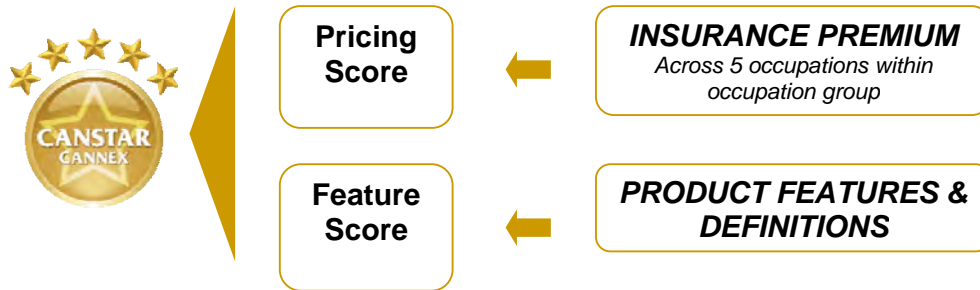 CANSTAR
CANNEX
Pricing
Score
INSURANCE PREMIUM
Across 5 occupations within
occupation group
Feature
Score
PRODUCT FEATURES &
DEFINITIONS